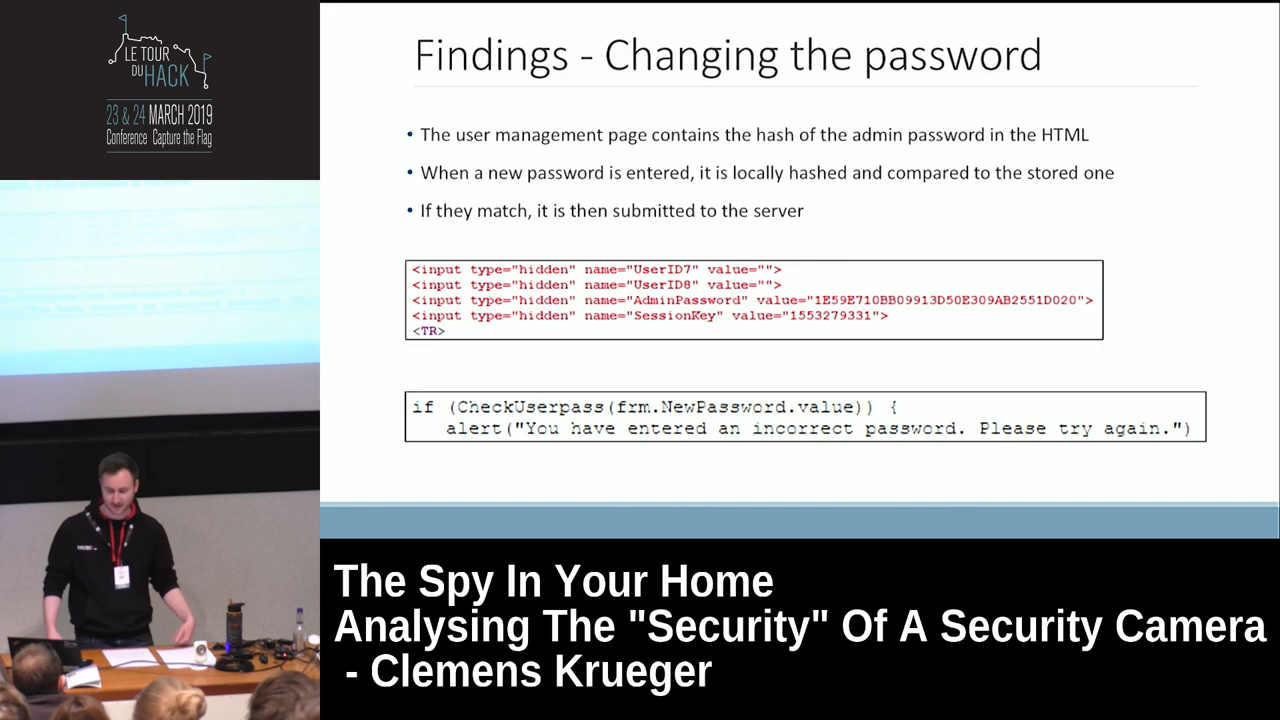 LE TOUR
DU HACK
23 & 24 MARCH 2019
Conference Capture the Flag
Findings - Changing the password
• The user management page contains the hash of the admin password in the HTML
• When a new password is entered, it is locally hashed and compared to the stored one
• If they match, it is then submitted to the server
<input type="hidden" name="UserID7" value="">
<input type="hidden" name="UserID8" value="">
<input type="hidden" name="AdminPassword" value="1E59E710BB09913D50E309AB2551D020">
<input type="hidden" name="SessionKey" value="1553279331">
<TR>
if (CheckUserpass(frm.NewPassword.value)) {
alert("You have entered an incorrect password. Please try again.")
The Spy In Your Home
Analysing The "Security" Of A Security Camera
- Clemens Krueger